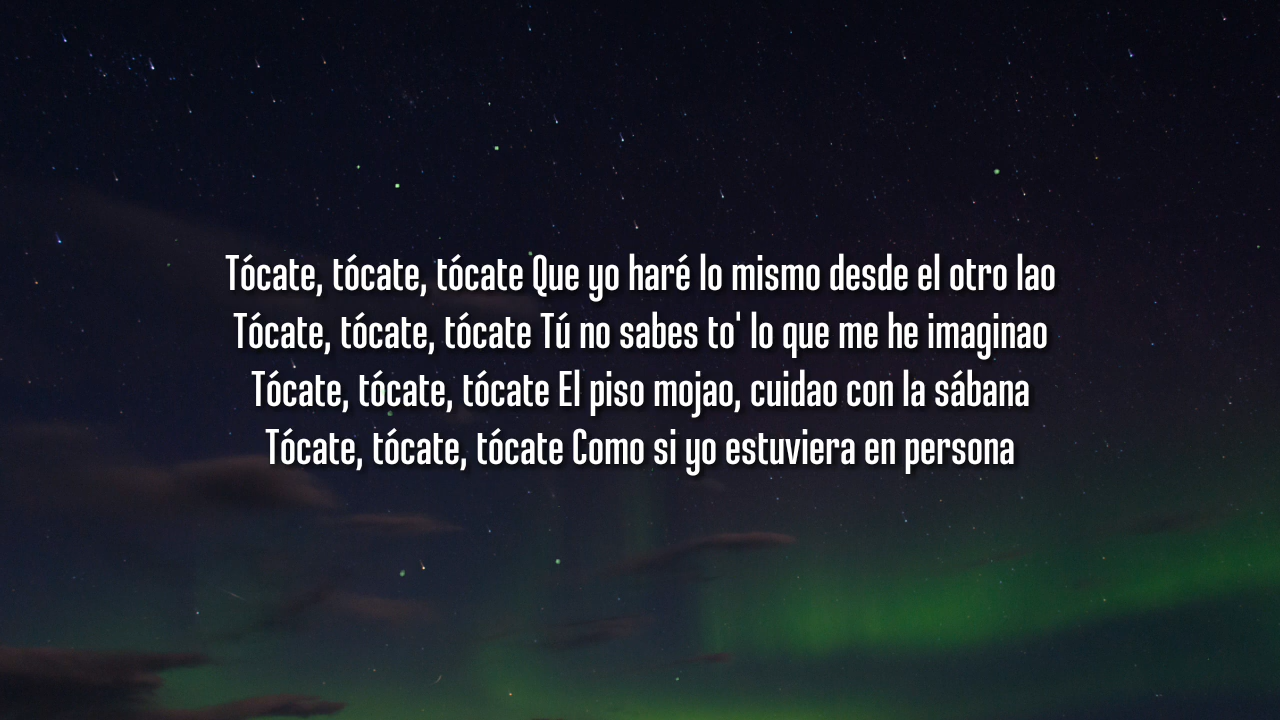 Tócate, tócate, tócate Que yo haré lo mismo desde el otro lao
Tócate, tócate, tócate Tú no sabes to' lo que me he imaginao
Tócate, tócate, tócate El piso mojao, cuidao con la sábana
Tócate, tócate, tócate Como si yo estuviera en persona